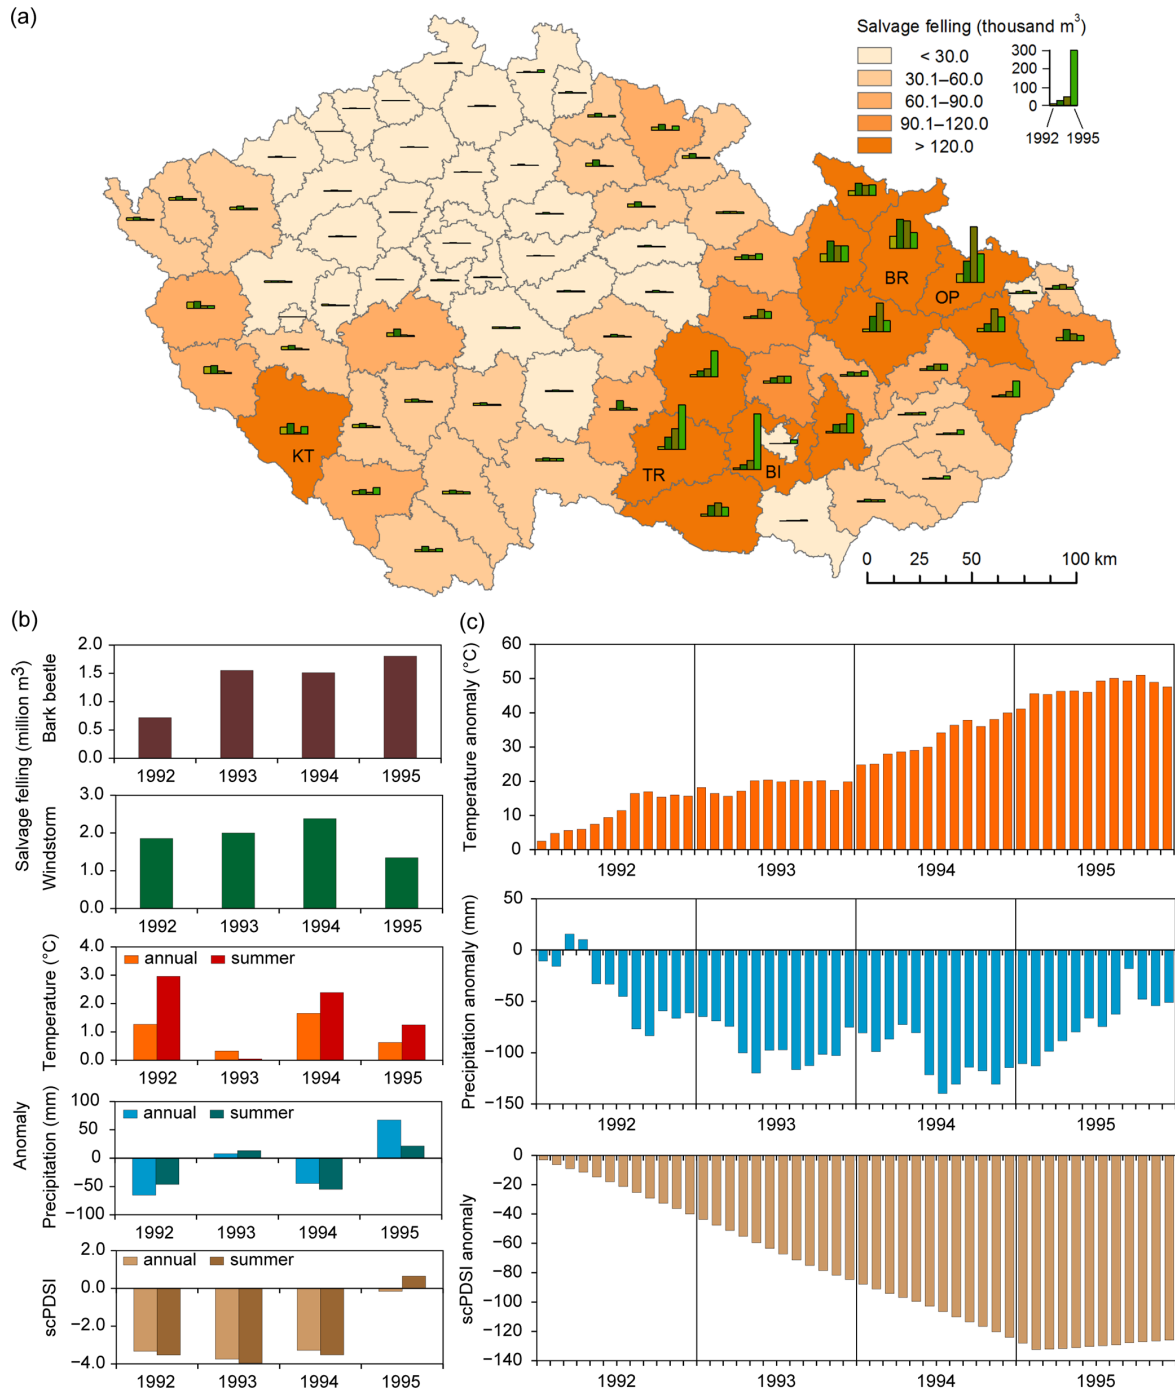 (a)
Salvage felling (thousand m³)
< 30.0
30.1–60.0
60.1–90.0
90.1–120.0
> 120.0
300
200
100
0
1992
1995
BR
OP
KT
TR
BI
0 25 50 100 km
(b)
Salvage felling (million m³)
Bark beetle
2.0
1.5
1.0
0.5
0.0
1992 1993 1994 1995
Windstorm
3.0
2.0
1.0
0.0
1992 1993 1994 1995
Anomaly
Temperature (°C)
4.0
3.0
2.0
1.0
0.0
annual summer
1992 1993 1994 1995
Precipitation (mm)
100
50
0
−50
−100
annual summer
1992 1993 1994 1995
scPDSI
2.0
0.0
−2.0
−4.0
annual summer
1992 1993 1994 1995
(c)
Temperature anomaly (°C)
60
50
40
30
20
10
0
1992 1993 1994 1995
Precipitation anomaly (mm)
50
0
−50
−100
−150
1992 1993 1994 1995
scPDSI anomaly
0
−20
−40
−60
−80
−100
−120
−140
1992 1993 1994 1995